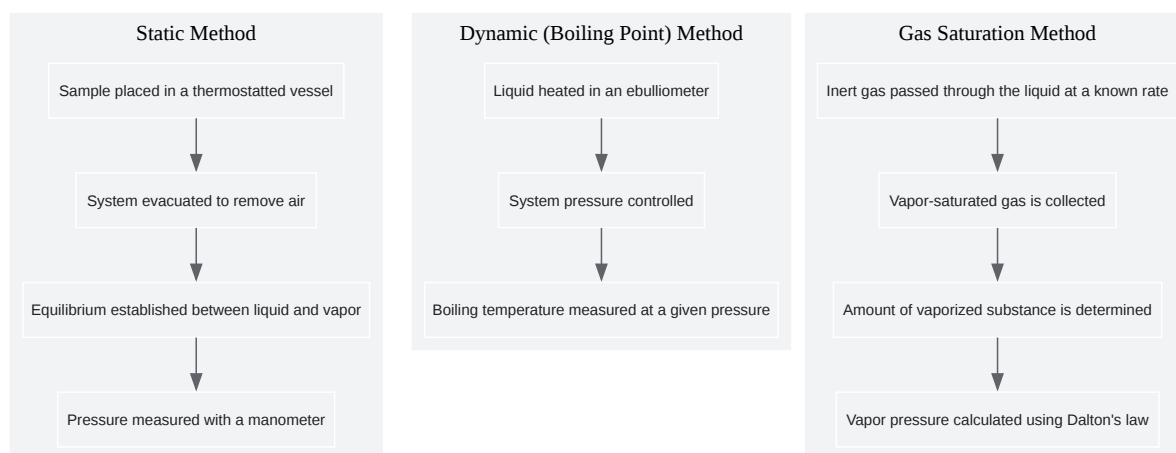 Static Method
Sample placed in a thermostatted vessel
System evacuated to remove air
Equilibrium established between liquid and vapor
Pressure measured with a manometer
Dynamic (Boiling Point) Method
Liquid heated in an ebulliometer
System pressure controlled
Boiling temperature measured at a given pressure
Gas Saturation Method
Inert gas passed through the liquid at a known rate
Vapor-saturated gas is collected
Amount of vaporized substance is determined
Vapor pressure calculated using Dalton's law